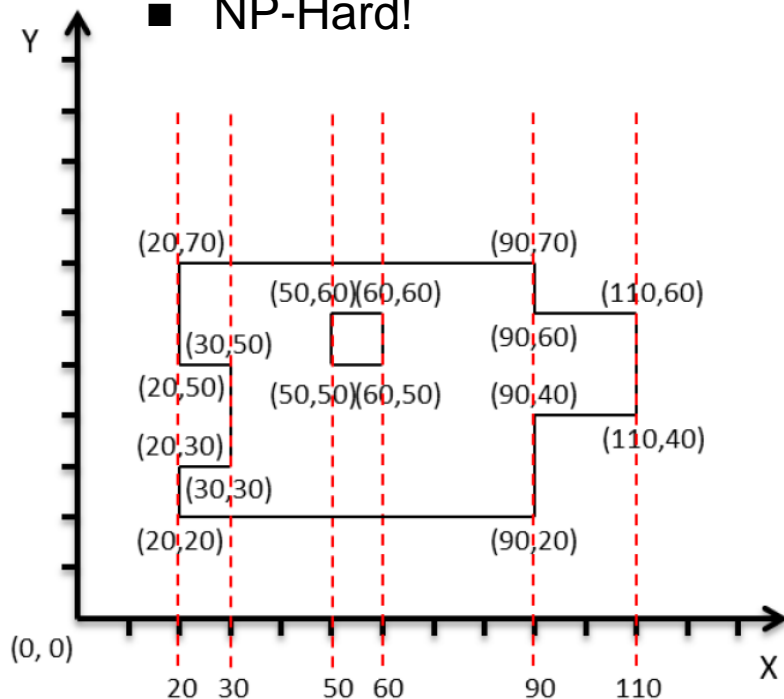 ■ NP-Hard!
Y
(20,70) (90,70)
(50,60)(60,60) (110,60)
(30,50) (90,60)
(20,50) (50,50)(60,50) (90,40)
(20,30) (110,40)
(30,30)
(20,20) (90,20)
(0, 0)
X
20 30 50 60 90 110